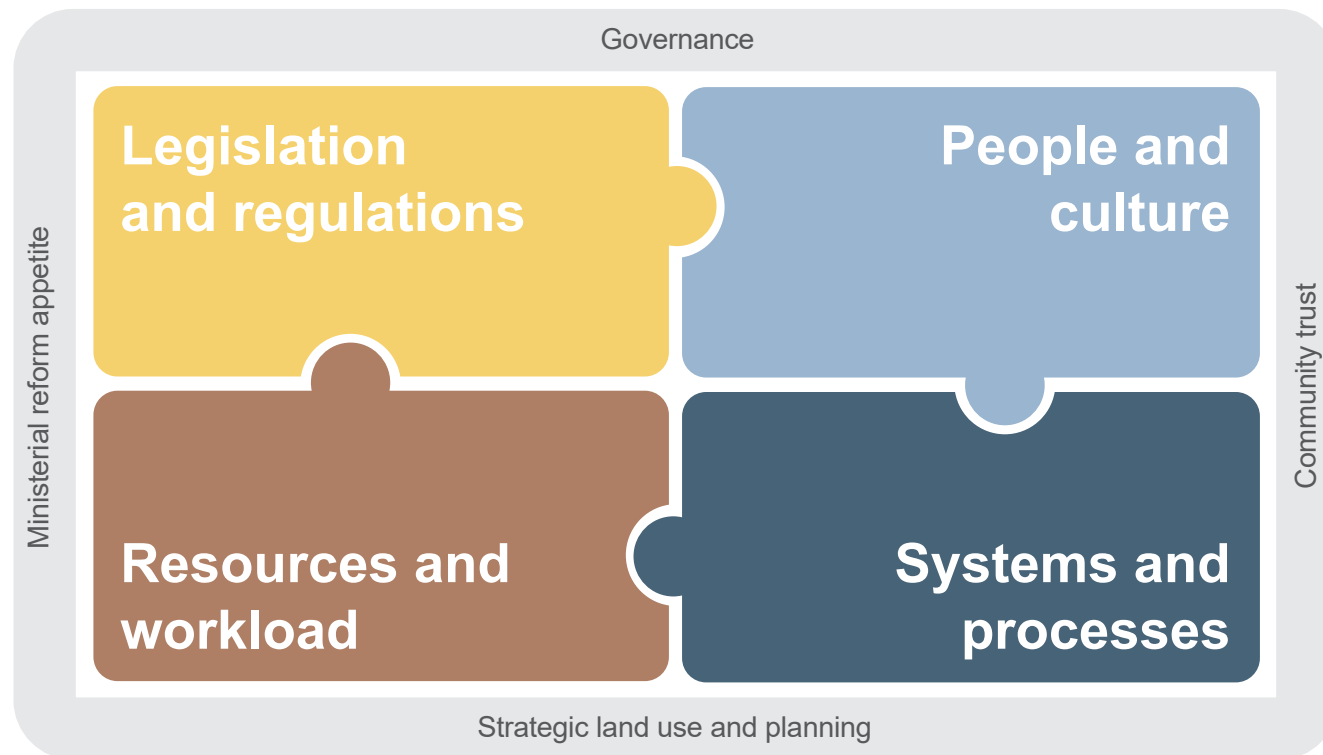 Governance
Legislation
and regulations
People and
culture
Ministerial reform appetite
Community trust
Resources and
workload
Systems and
processes
Strategic land use and planning